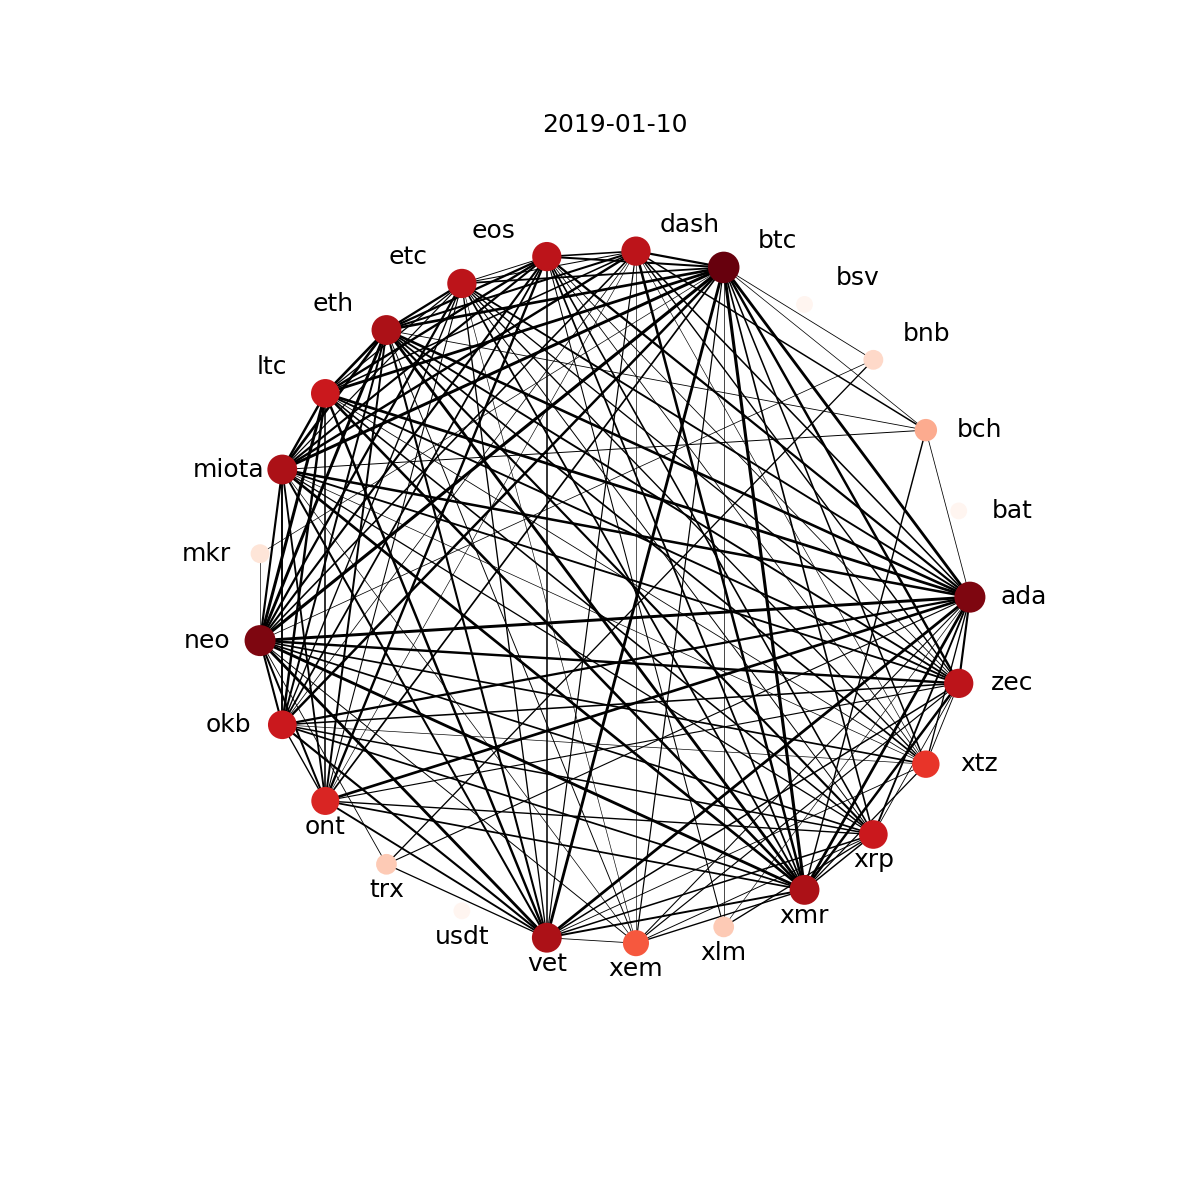 2019-01-10
dash
eos
btc
etc
bsv
eth
bnb
ltc
bch
miota
bat
mkr
ada
neo
zec
okb
xtz
ont
xrp
trx
xmr
usdt
xlm
vet
xem